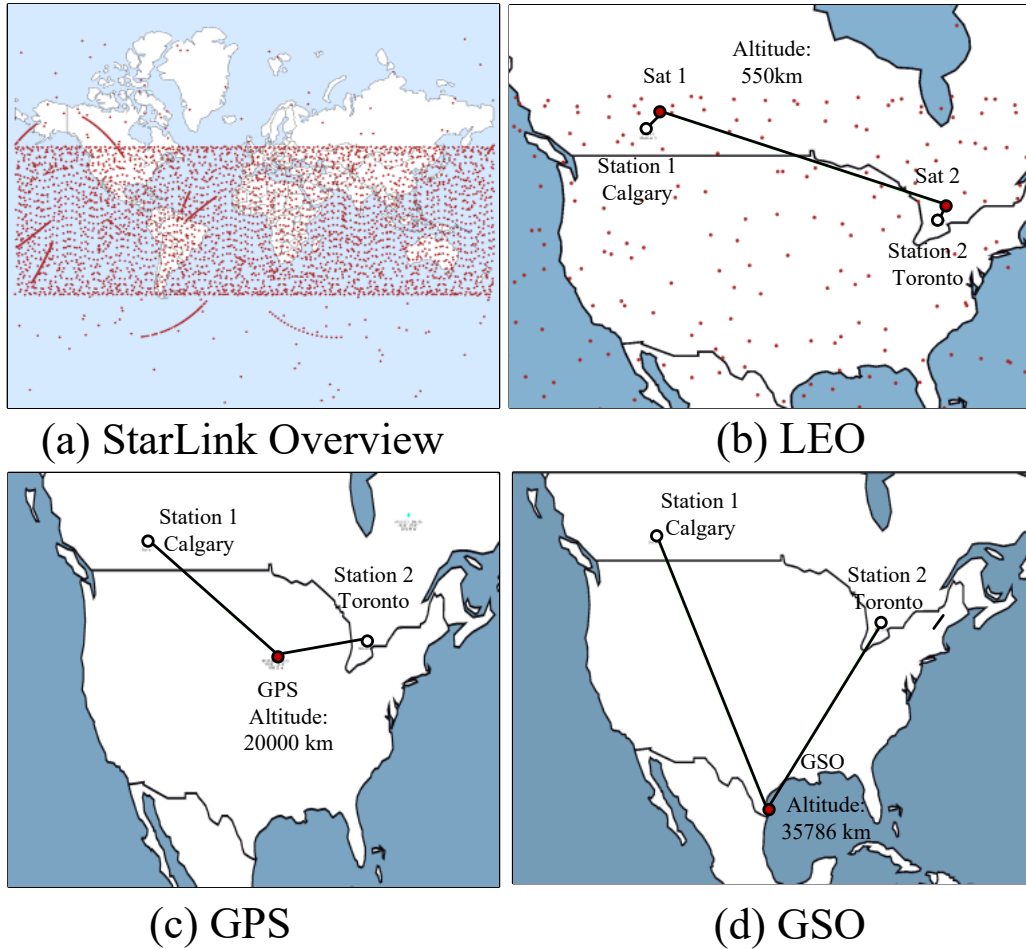 Altitude:
550km
Sat 1
Station 1
Calgary
Sat 2
Station 2
Toronto
(a) StarLink Overview
(b) LEO
Station 1
Calgary
Station 2
Toronto
GPS
Altitude:
20000 km
Station 1
Calgary
Station 2
Toronto
GSO
Altitude:
35786 km
(c) GPS
(d) GSO